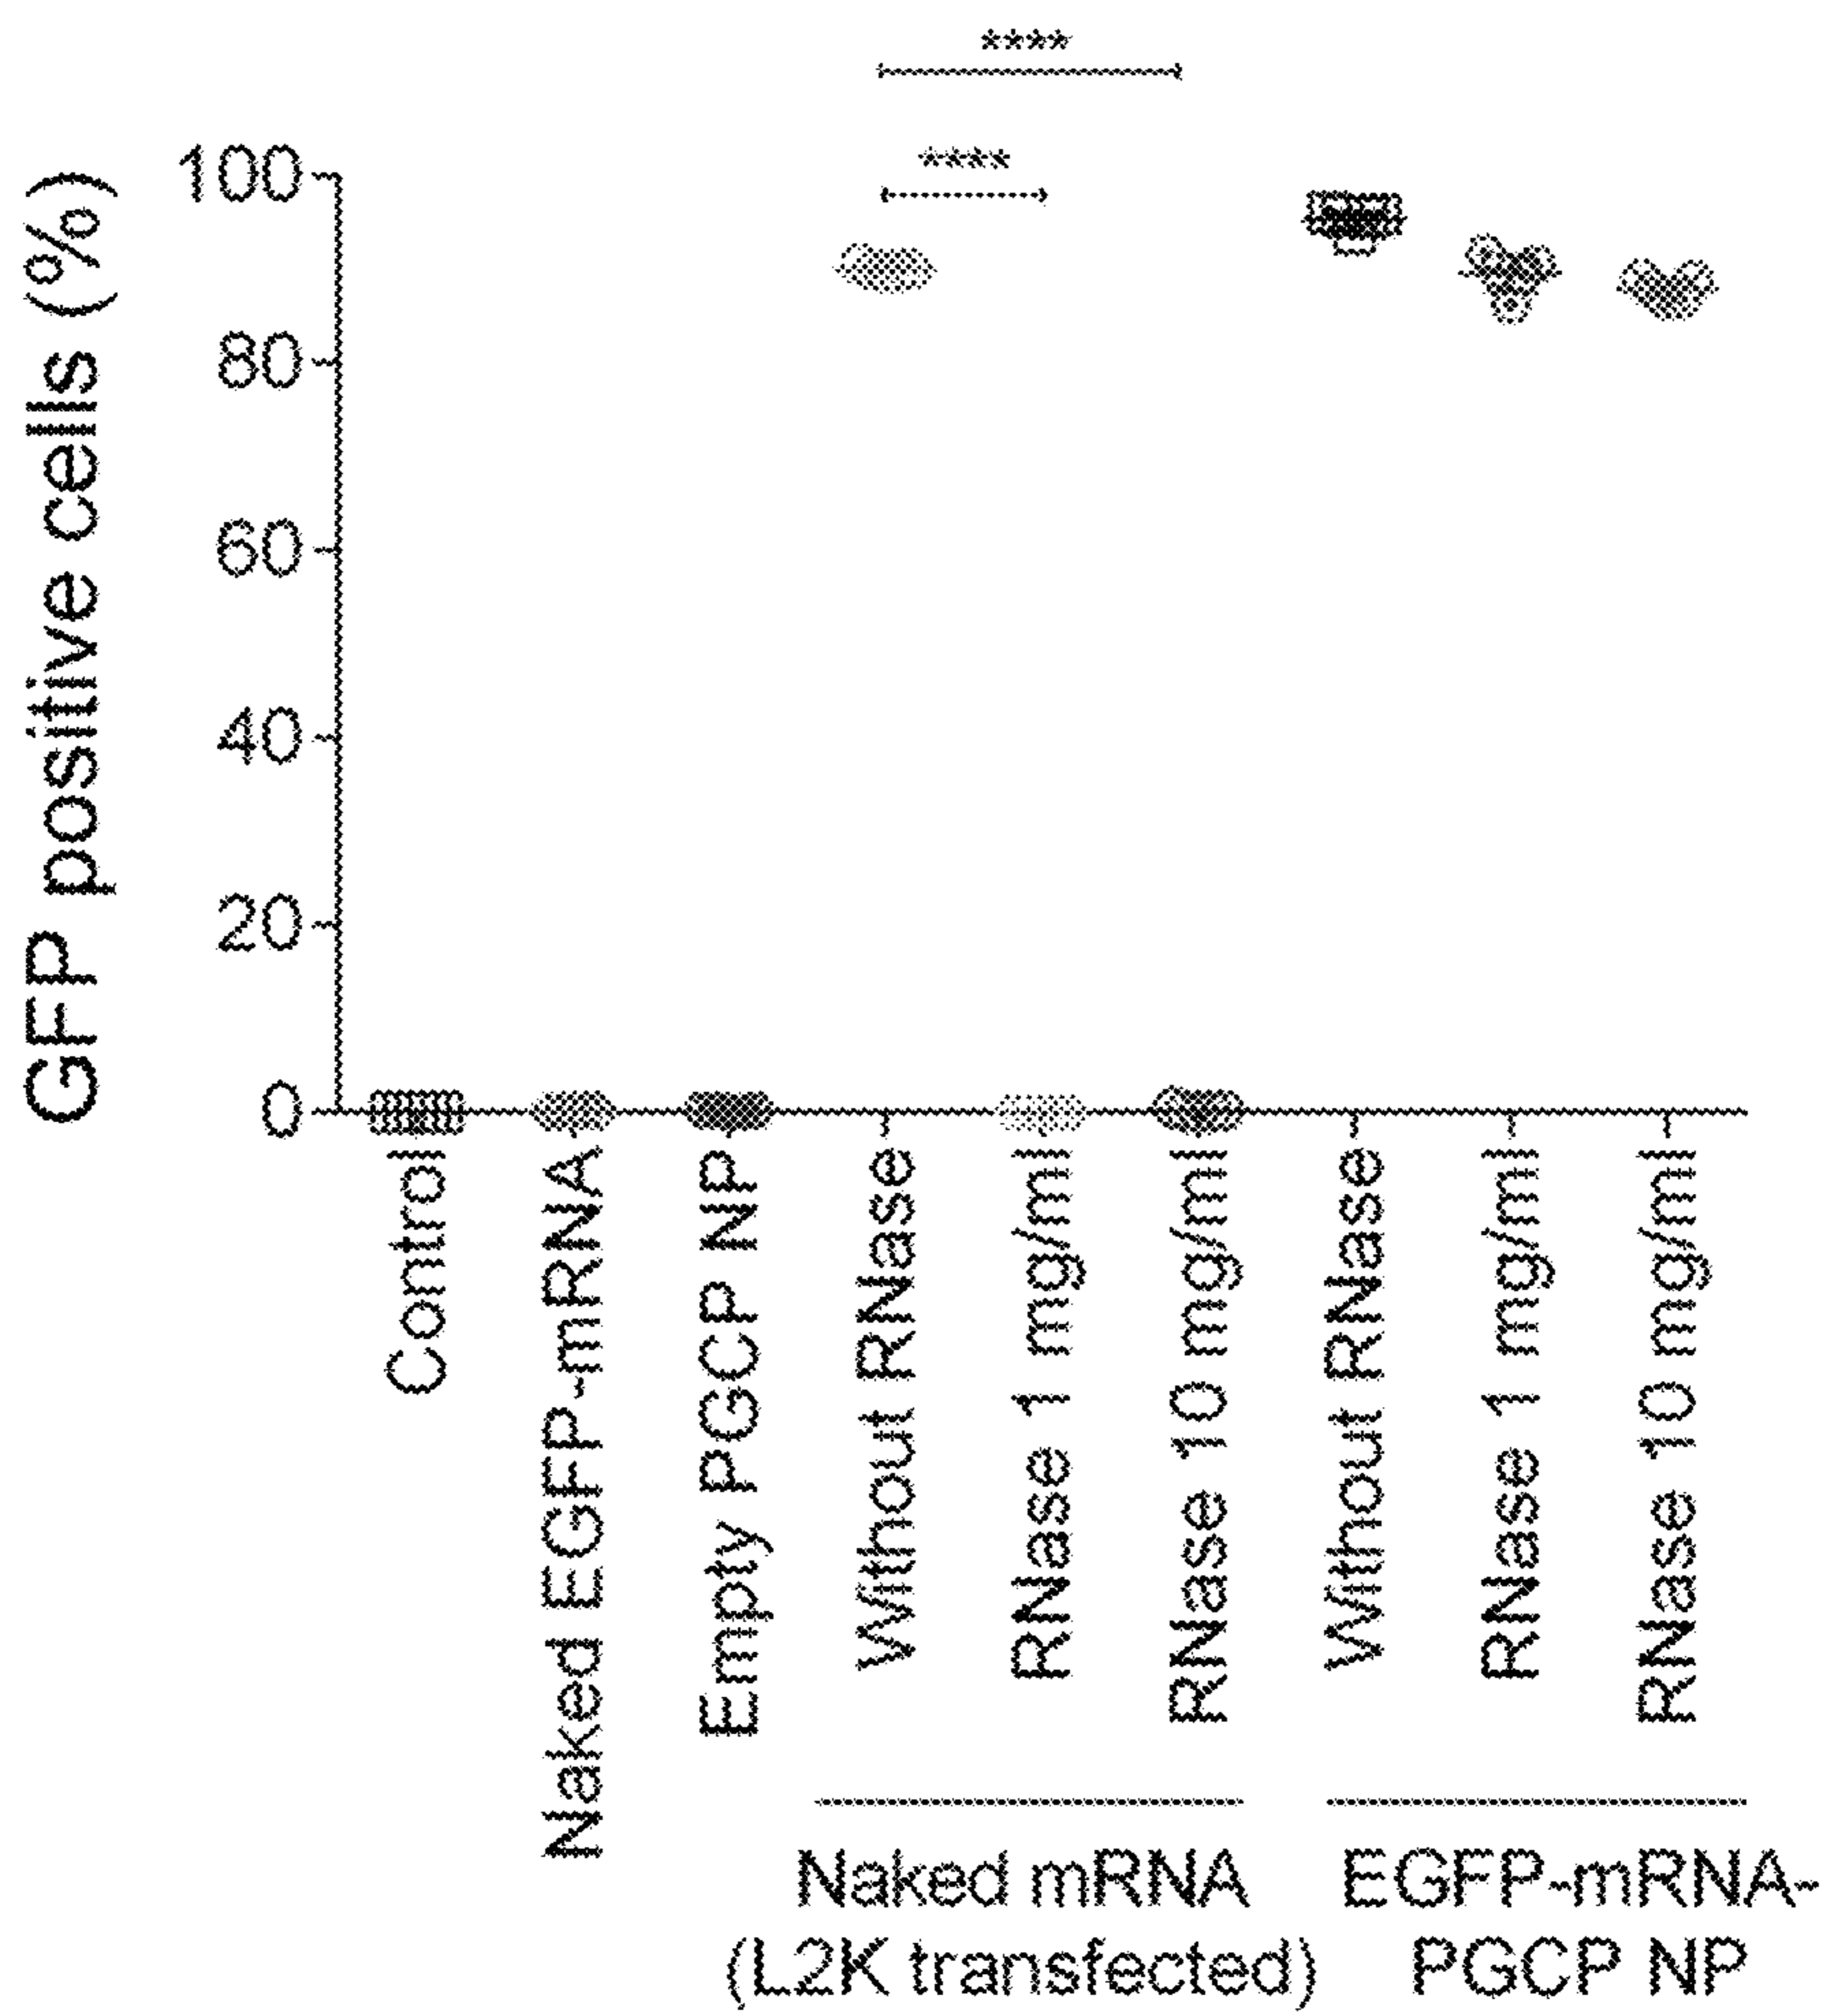 ****
****
GFP positive cells (%)
100
80
60
40
20
0
Control
Naked EGFP-mRNA
Empty PGCP NP
Without RNase
RNase 1 mg/ml
RNase 10 mg/ml
Without RNase
RNase 1 mg/ml
RNase 10 mg/ml
Naked mRNA
(L2K transfected)
EGFP-mRNA-
PGCP NP